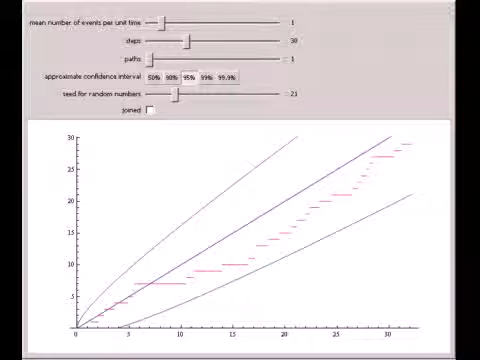 mean number of events per unit time 1
steps 30
paths 1
approximate confidence interval 50% 90% 95% 99% 99.9%
seed for random numbers 21
joined
30
25
20
15
10
5
0 5 10 15 20 25 30